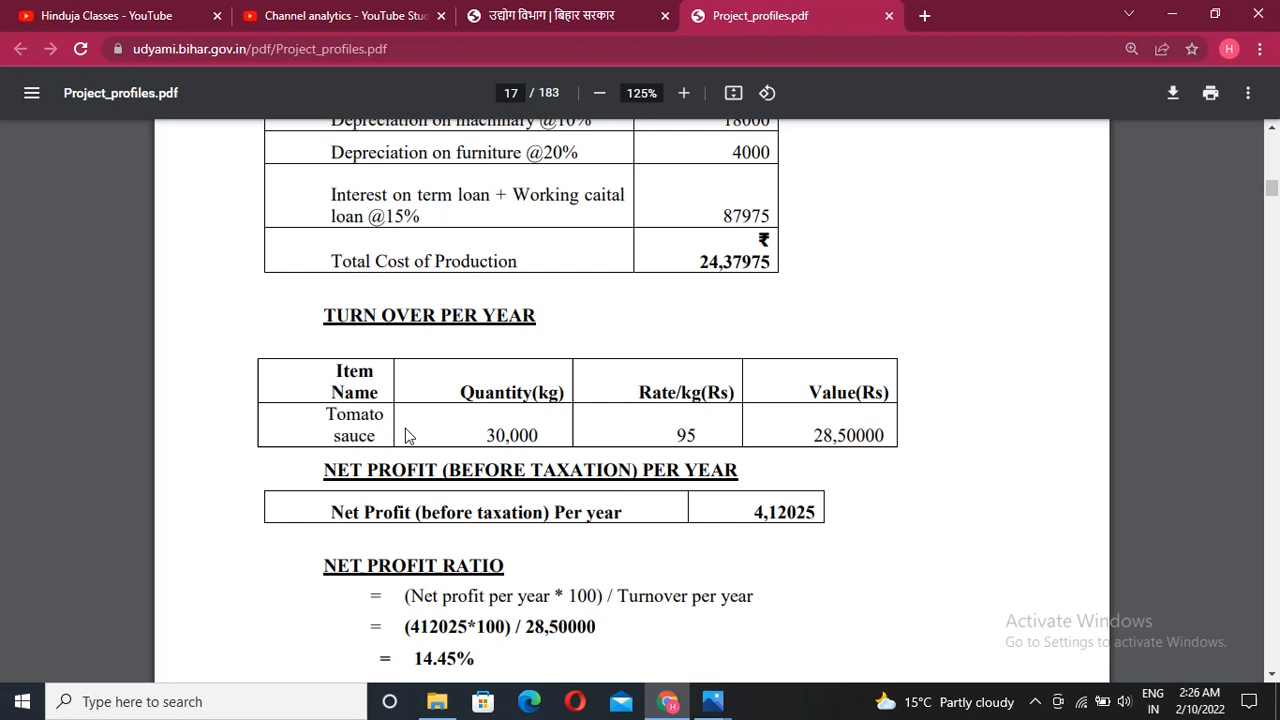 Hinduja Classes - YouTube
Channel analytics - YouTube Stud
उद्योग विभाग | बिहार सरकार
Project_profiles.pdf
udyami.bihar.gov.in/pdf/Project_profiles.pdf
H
Project_profiles.pdf
17 / 183
125%
Depreciation on machinary @10% 18000
Depreciation on furniture @20% 4000
Interest on term loan + Working caital
loan @15% 87975
₹
Total Cost of Production 24,37975
TURN OVER PER YEAR
Item
Name Quantity(kg) Rate/kg(Rs) Value(Rs)
Tomato
sauce 30,000 95 28,50000
NET PROFIT (BEFORE TAXATION) PER YEAR
Net Profit (before taxation) Per year 4,12025
NET PROFIT RATIO
= (Net profit per year * 100) / Turnover per year
= (412025*100) / 28,50000
= 14.45%
Activate Windows
Go to Settings to activate Windows.
Type here to search
15°C Partly cloudy
ENG
IN
2:26 AM
2/10/2022